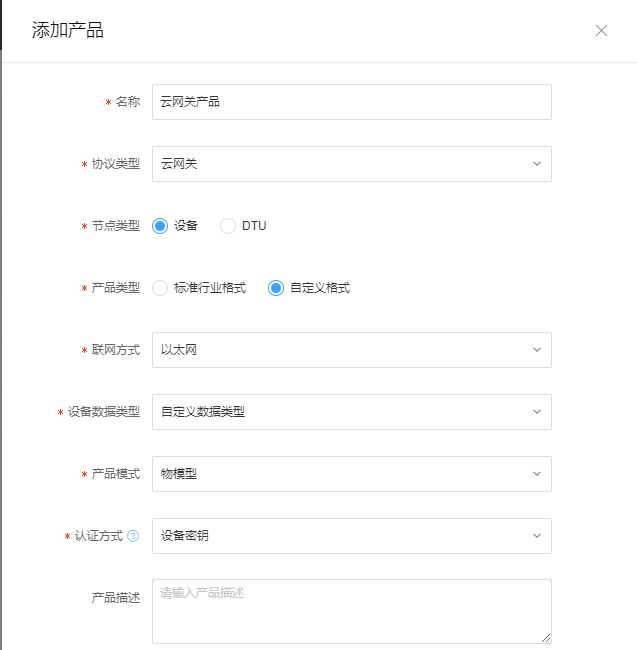 添加产品
* 名称 云网关产品
* 协议类型 云网关
* 节点类型 设备 DTU
* 产品类型 标准行业格式 自定义格式
* 联网方式 以太网
* 设备数据类型 自定义数据类型
* 产品模式 物模型
* 认证方式 ? 设备密钥
产品描述 请输入产品描述